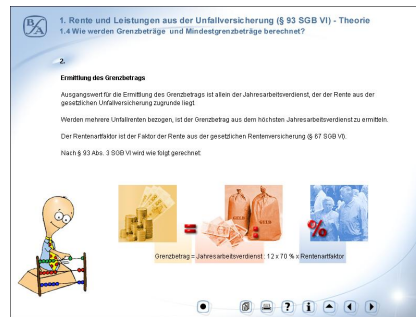 B/A
1. Rente und Leistungen aus der Unfallversicherung (§ 93 SGB VI) - Theorie
1.4 Wie werden Grenzbeträge und Mindestgrenzbeträge berechnet?
2.
Ermittlung des Grenzbetrags
Ausgangswert für die Ermittlung des Grenzbetrags ist allein der Jahresarbeitsverdienst, der der Rente aus der
gesetzlichen Unfallversicherung zugrunde liegt.
Werden mehrere Unfallrenten bezogen, ist der Grenzbetrag aus dem höchsten Jahresarbeitsverdienst zu ermitteln.
Der Rentenartfaktor ist der Faktor der Rente aus der gesetzlichen Rentenversicherung (§ 67 SGB VI).
Nach § 93 Abs. 3 SGB VI wird wie folgt gerechnet:
= GELD GELD : %
Grenzbetrag = Jahresarbeitsverdienst : 12 x 70 % x Rentenartfaktor
? i